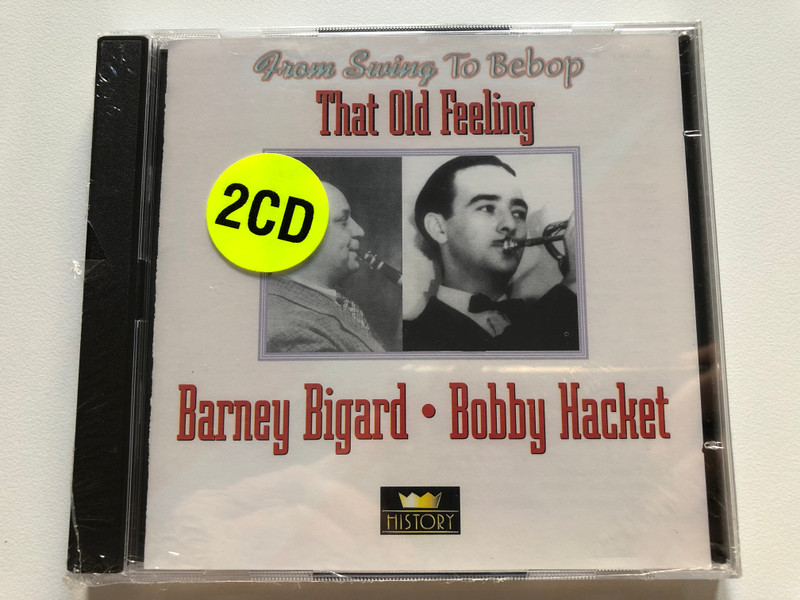 From Swing To Bebop
That Old Feeling
2CD
Barney Bigard • Bobby Hacket
HISTORY